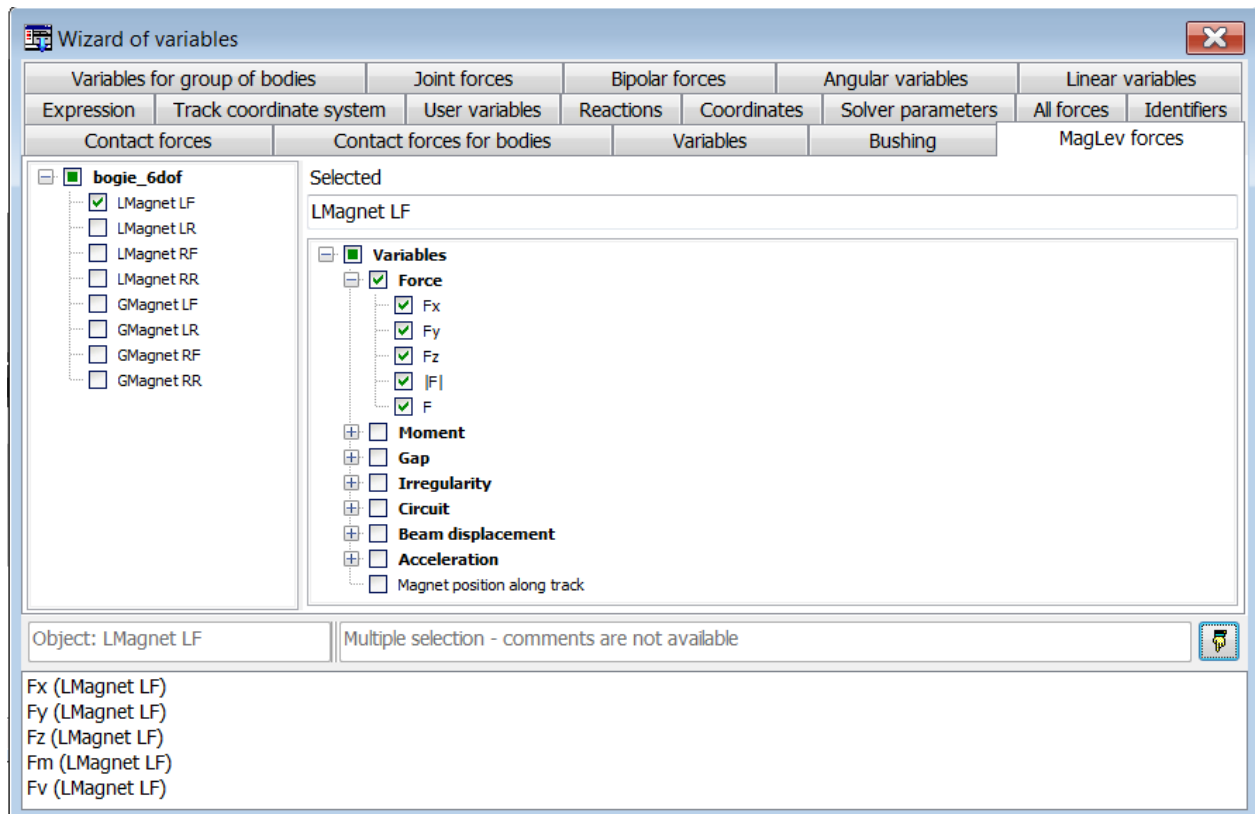 Wizard of variables
Variables for group of bodies Joint forces Bipolar forces Angular variables Linear variables
Expression Track coordinate system User variables Reactions Coordinates Solver parameters All forces Identifiers
Contact forces Contact forces for bodies Variables Bushing MagLev forces
bogie_6dof
LMagnet LF
LMagnet LR
LMagnet RF
LMagnet RR
GMagnet LF
GMagnet LR
GMagnet RF
GMagnet RR
Selected
LMagnet LF
Variables
Force
Fx
Fy
Fz
|F|
F
Moment
Gap
Irregularity
Circuit
Beam displacement
Acceleration
Magnet position along track
Object: LMagnet LF
Multiple selection - comments are not available
Fx (LMagnet LF)
Fy (LMagnet LF)
Fz (LMagnet LF)
Fm (LMagnet LF)
Fv (LMagnet LF)